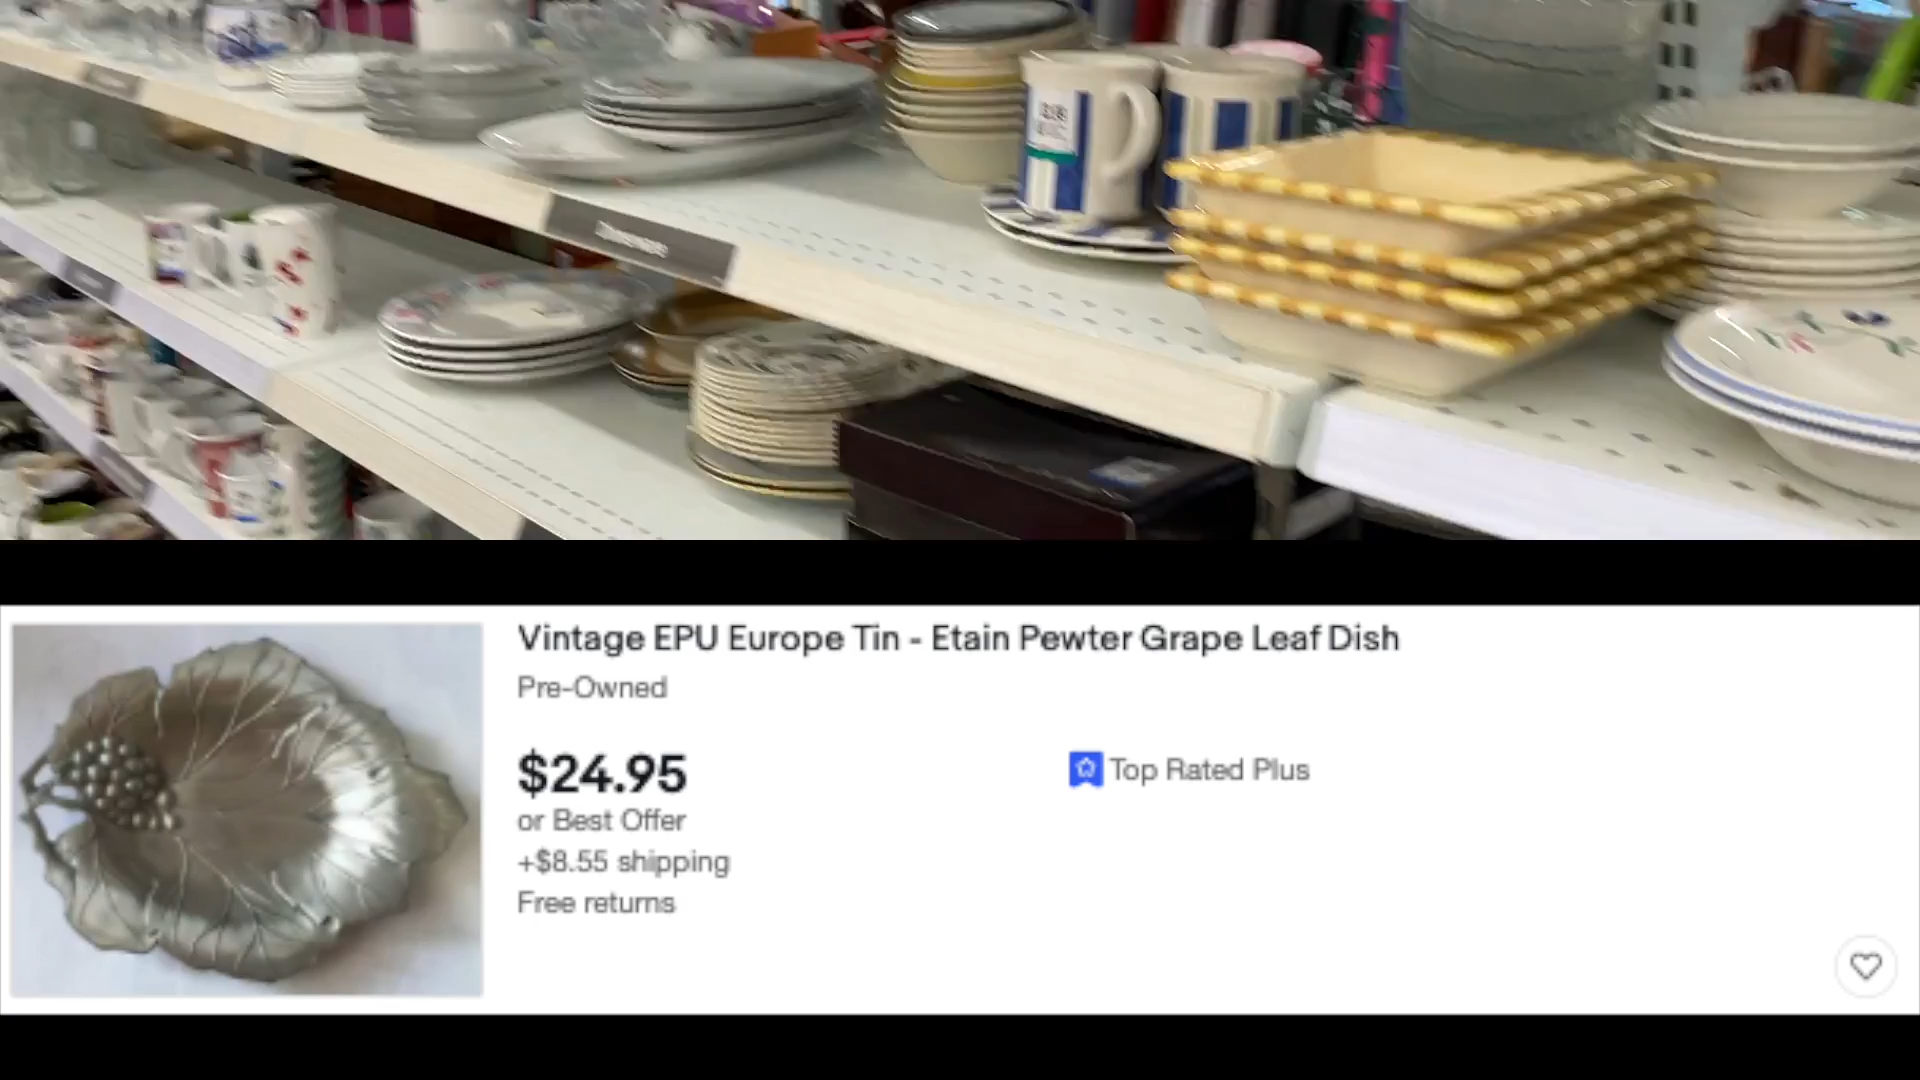 Vintage EPU Europe Tin - Etain Pewter Grape Leaf Dish
Pre-Owned
$24.95
Top Rated Plus
or Best Offer
+$8.55 shipping
Free returns